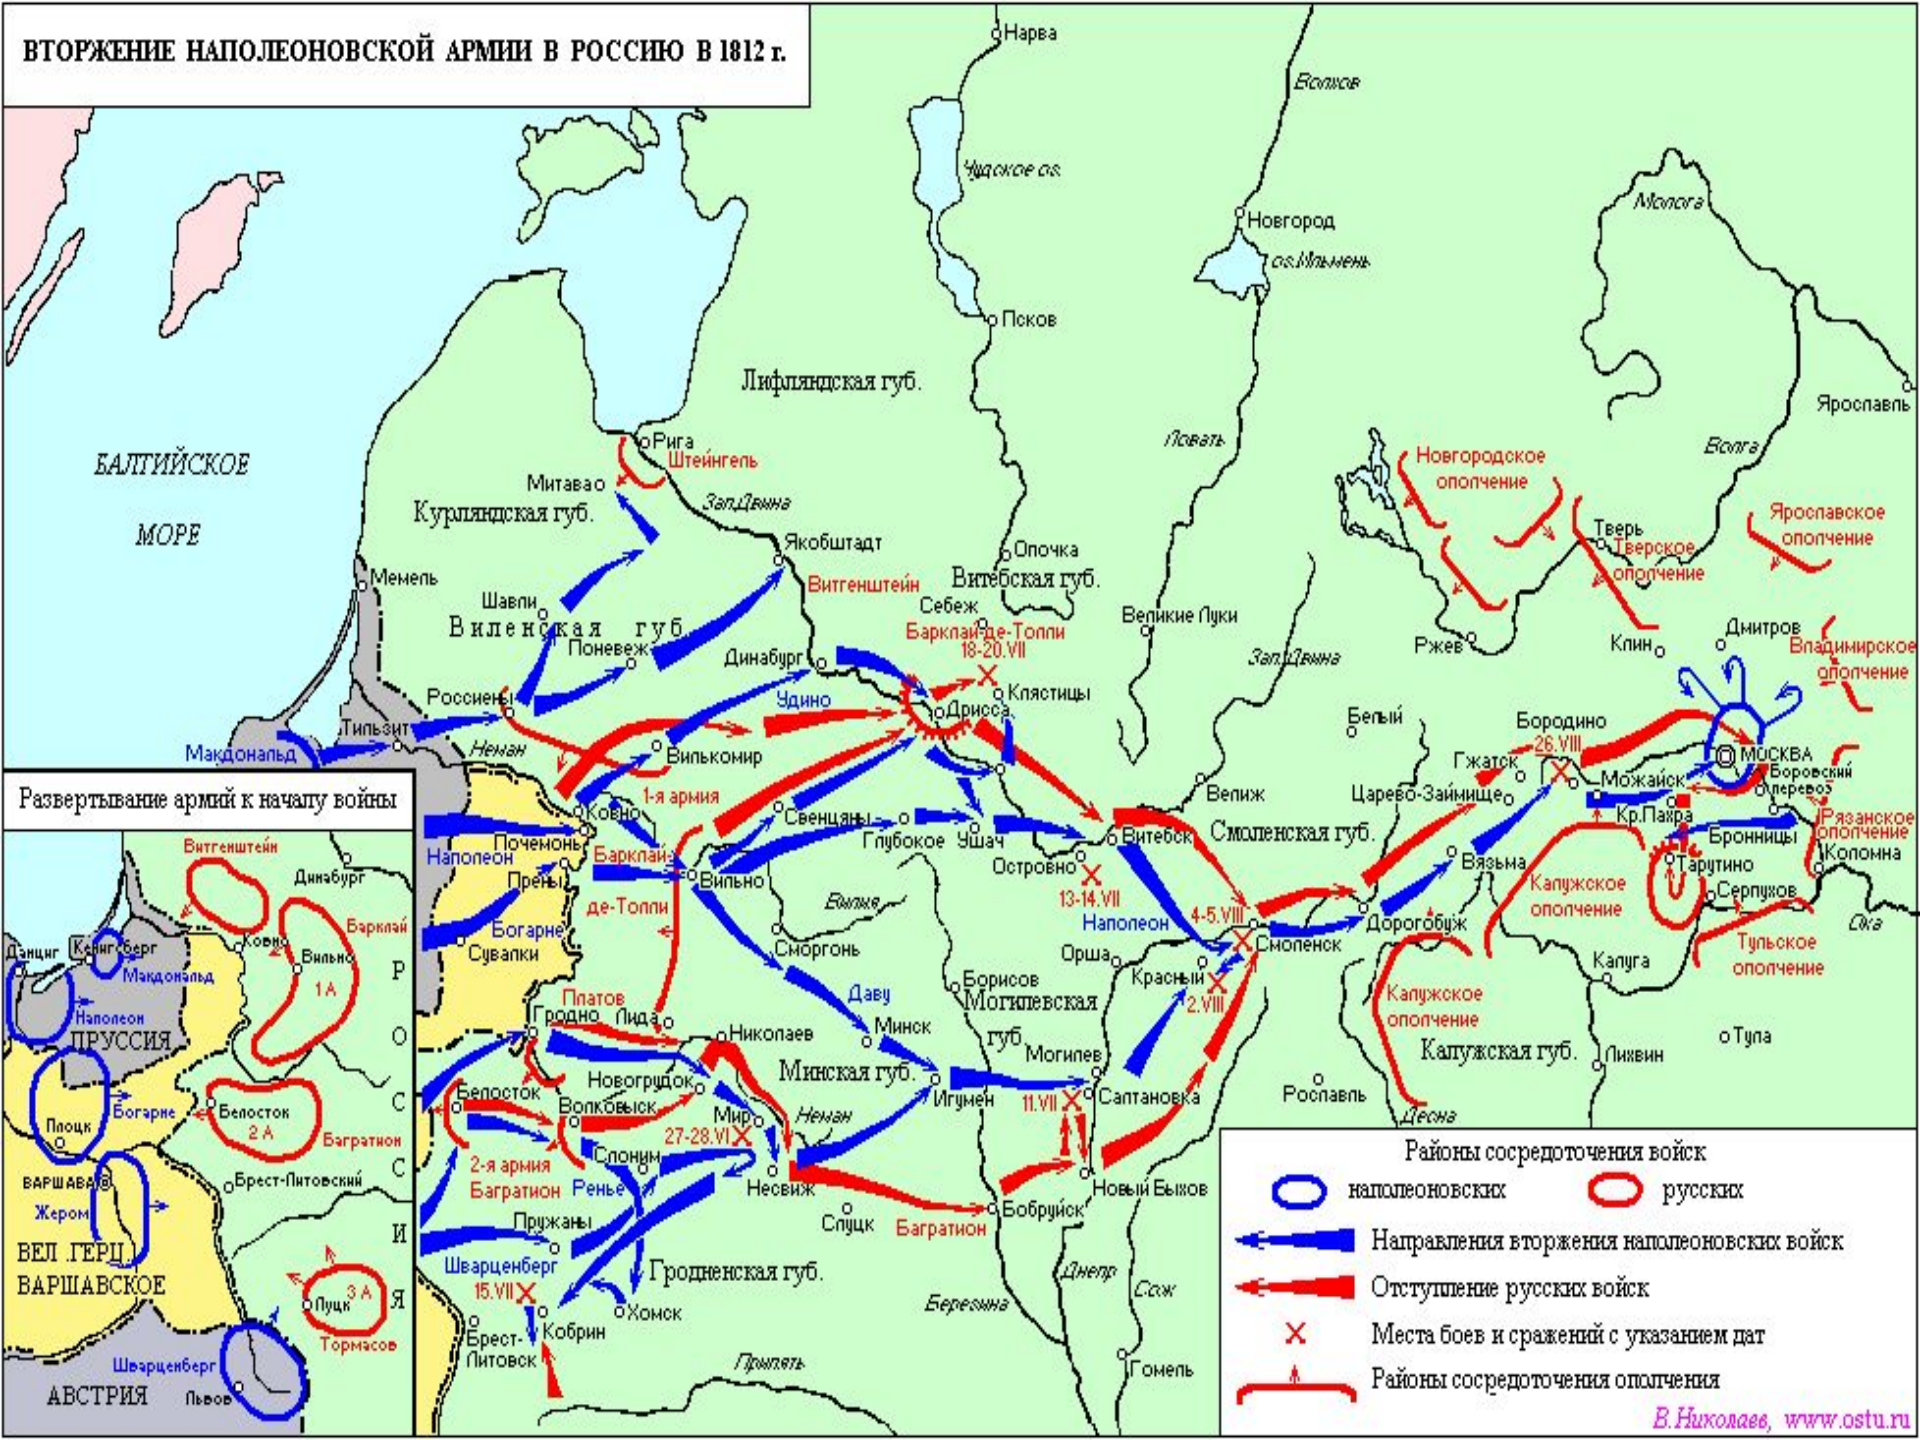 ВТОРЖЕНИЕ НАПОЛЕОНОВСКОЙ АРМИИ В РОССИЮ В 1812 г.
Нарва
Волхов
Чудское оз.
Молога
Новгород
оз.Ильмень
Псков
Лифляндская губ.
Ярославль
Ловать
Волга
БАЛТИЙСКОЕ
МОРЕ
Рига
Штейнгель
Митава
Зап.Двина
Курляндская губ.
Новгородское
ополчение
Ярославское
ополчение
Тверь
Тверское
ополчение
Якобштадт
Опочка
Витебская губ.
Мемель
Витгенштейн
Себеж
Шавли
Великие Луки
Виленская губ.
Барклай-де-Толли
18-20.VII
Поневеж
Динабург
Зап.Двина
Ржев
Клин
Дмитров
Владимирское
ополчение
Россиены
Удино
Клястицы
Дрисса
Белый
Бородино
26.VIII
Тильзит
Неман
Макдональд
Вилькомир
Гжатск
МОСКВА
Можайск
Боровский
перевоз
1-я армия
Велиж
Царево-Займище
Ковно
Свенцяны
Глубокое
Ушач
Витебск
Смоленская губ.
Кр.Пахра
Бронницы
Рязанское
ополчение
Коломна
Почемонь
Наполеон
Барклай-
Прены
Вильно
Островно
13-14.VII
Вязьма
Тарутино
Серпухов
Калужское
ополчение
де-Толли
Вилия
Наполеон
4-5.VIII
Дорогобуж
Ока
Богарне
Сувалки
Сморгонь
Орша
Смоленск
Тульское
ополчение
Калуга
Красный
2.VIII
Борисов
Даву
Могилевская
губ.
Калужское
ополчение
Платов
Гродно
Лида
Николаев
Минск
Калужская губ.
Тула
Лихвин
Могилев
Минская губ.
Новогрудок
Белосток
Волковыск
Игумен
Салтановка
11.VII
Рославль
Десна
Мир
Неман
27-28.VI
Слоним
2-я армия
Багратион
Ренье
Несвиж
Слуцк
Багратион
Бобруйск
Новый Быхов
Пружаны
Шварценберг
15.VII
Гродненская губ.
Днепр
Сож
Березина
Хомск
Кобрин
Брест-
Литовск
Припять
Гомель
Развертывание армий к началу войны
Витгенштейн
Динабург
Барклай
Данциг
Кенигсберг
Ковно
Вильно
Макдональд
1 А
Наполеон
ПРУССИЯ
Богарне
Белосток
2 А
Багратион
Плоцк
ВАРШАВА
Брест-Литовский
Жером
ВЕЛ .ГЕРЦ.
ВАРШАВСКОЕ
Луцк
3 А
Тормасов
Шварценберг
АВСТРИЯ
Львов
Р
О
С
С
И
Я
Районы сосредоточения войск
наполеоновских
русских
Направления вторжения наполеоновских войск
Отступление русских войск
Места боев и сражений с указанием дат
Районы сосредоточения ополчения
В.Николаев, www.ostu.ru